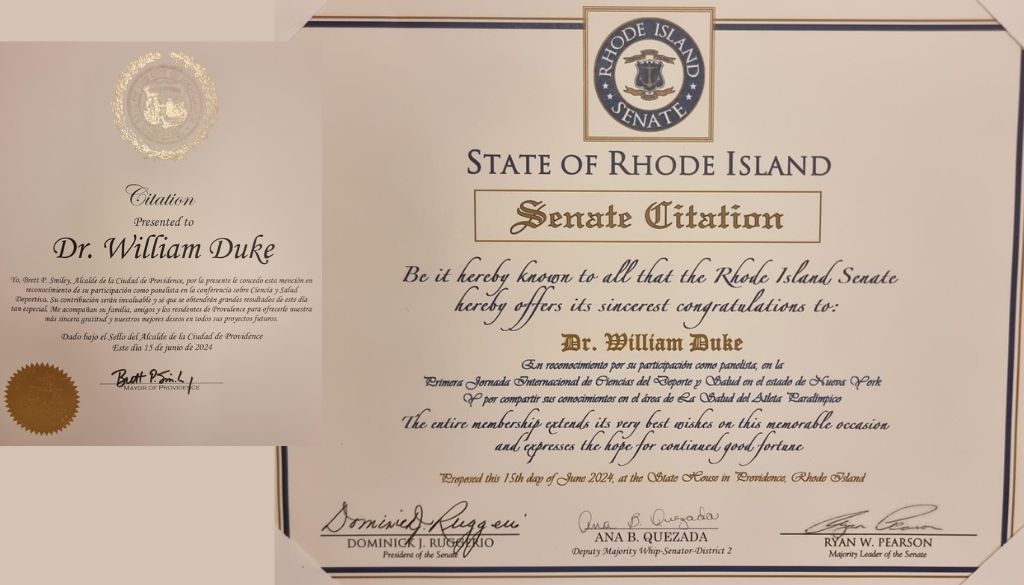 Citation
Presented to
Dr. William Duke
Yo, Brett P. Smiley, Alcalde de la Ciudad de Providence, por la presente le concedo esta mención en
reconocimiento de su participación como panelista en la conferencia sobre Ciencia y Salud
Deportiva. Su contribución serán invaluable y sé que se obtendrán grandes resultados de este día
tan especial. Me acompañan su familia, amigos y los residentes de Providence para ofrecerle nuestra
más sincera gratitud y nuestros mejores deseos en todos sus proyectos futuros.
Dado bajo el Sello del Alcalde de la Ciudad de Providence
Este día 15 de junio de 2024
Brett P. Smiley
MAYOR OF PROVIDENCE
RHODE ISLAND
SENATE
STATE OF RHODE ISLAND
Senate Citation
Be it hereby known to all that the Rhode Island Senate
hereby offers its sincerest congratulations to:
Dr. William Duke
En reconocimiento por su participación como panelista, en la
Primera Jornada Internacional de Ciencias del Deporte y Salud en el estado de Nueva York
Y por compartir sus conocimientos en el área de La Salud del Atleta Paralímpico
The entire membership extends its very best wishes on this memorable occasion
and expresses the hope for continued good fortune
Proposed this 15th day of June 2024, at the State House in Providence, Rhode Island
Dominick J. Ruggerio
DOMINICK J. RUGGERIO
President of the Senate
Ana B. Quezada
ANA B. QUEZADA
Deputy Majority Whip-Senator-District 2
Ryan Pearson
RYAN W. PEARSON
Majority Leader of the Senate